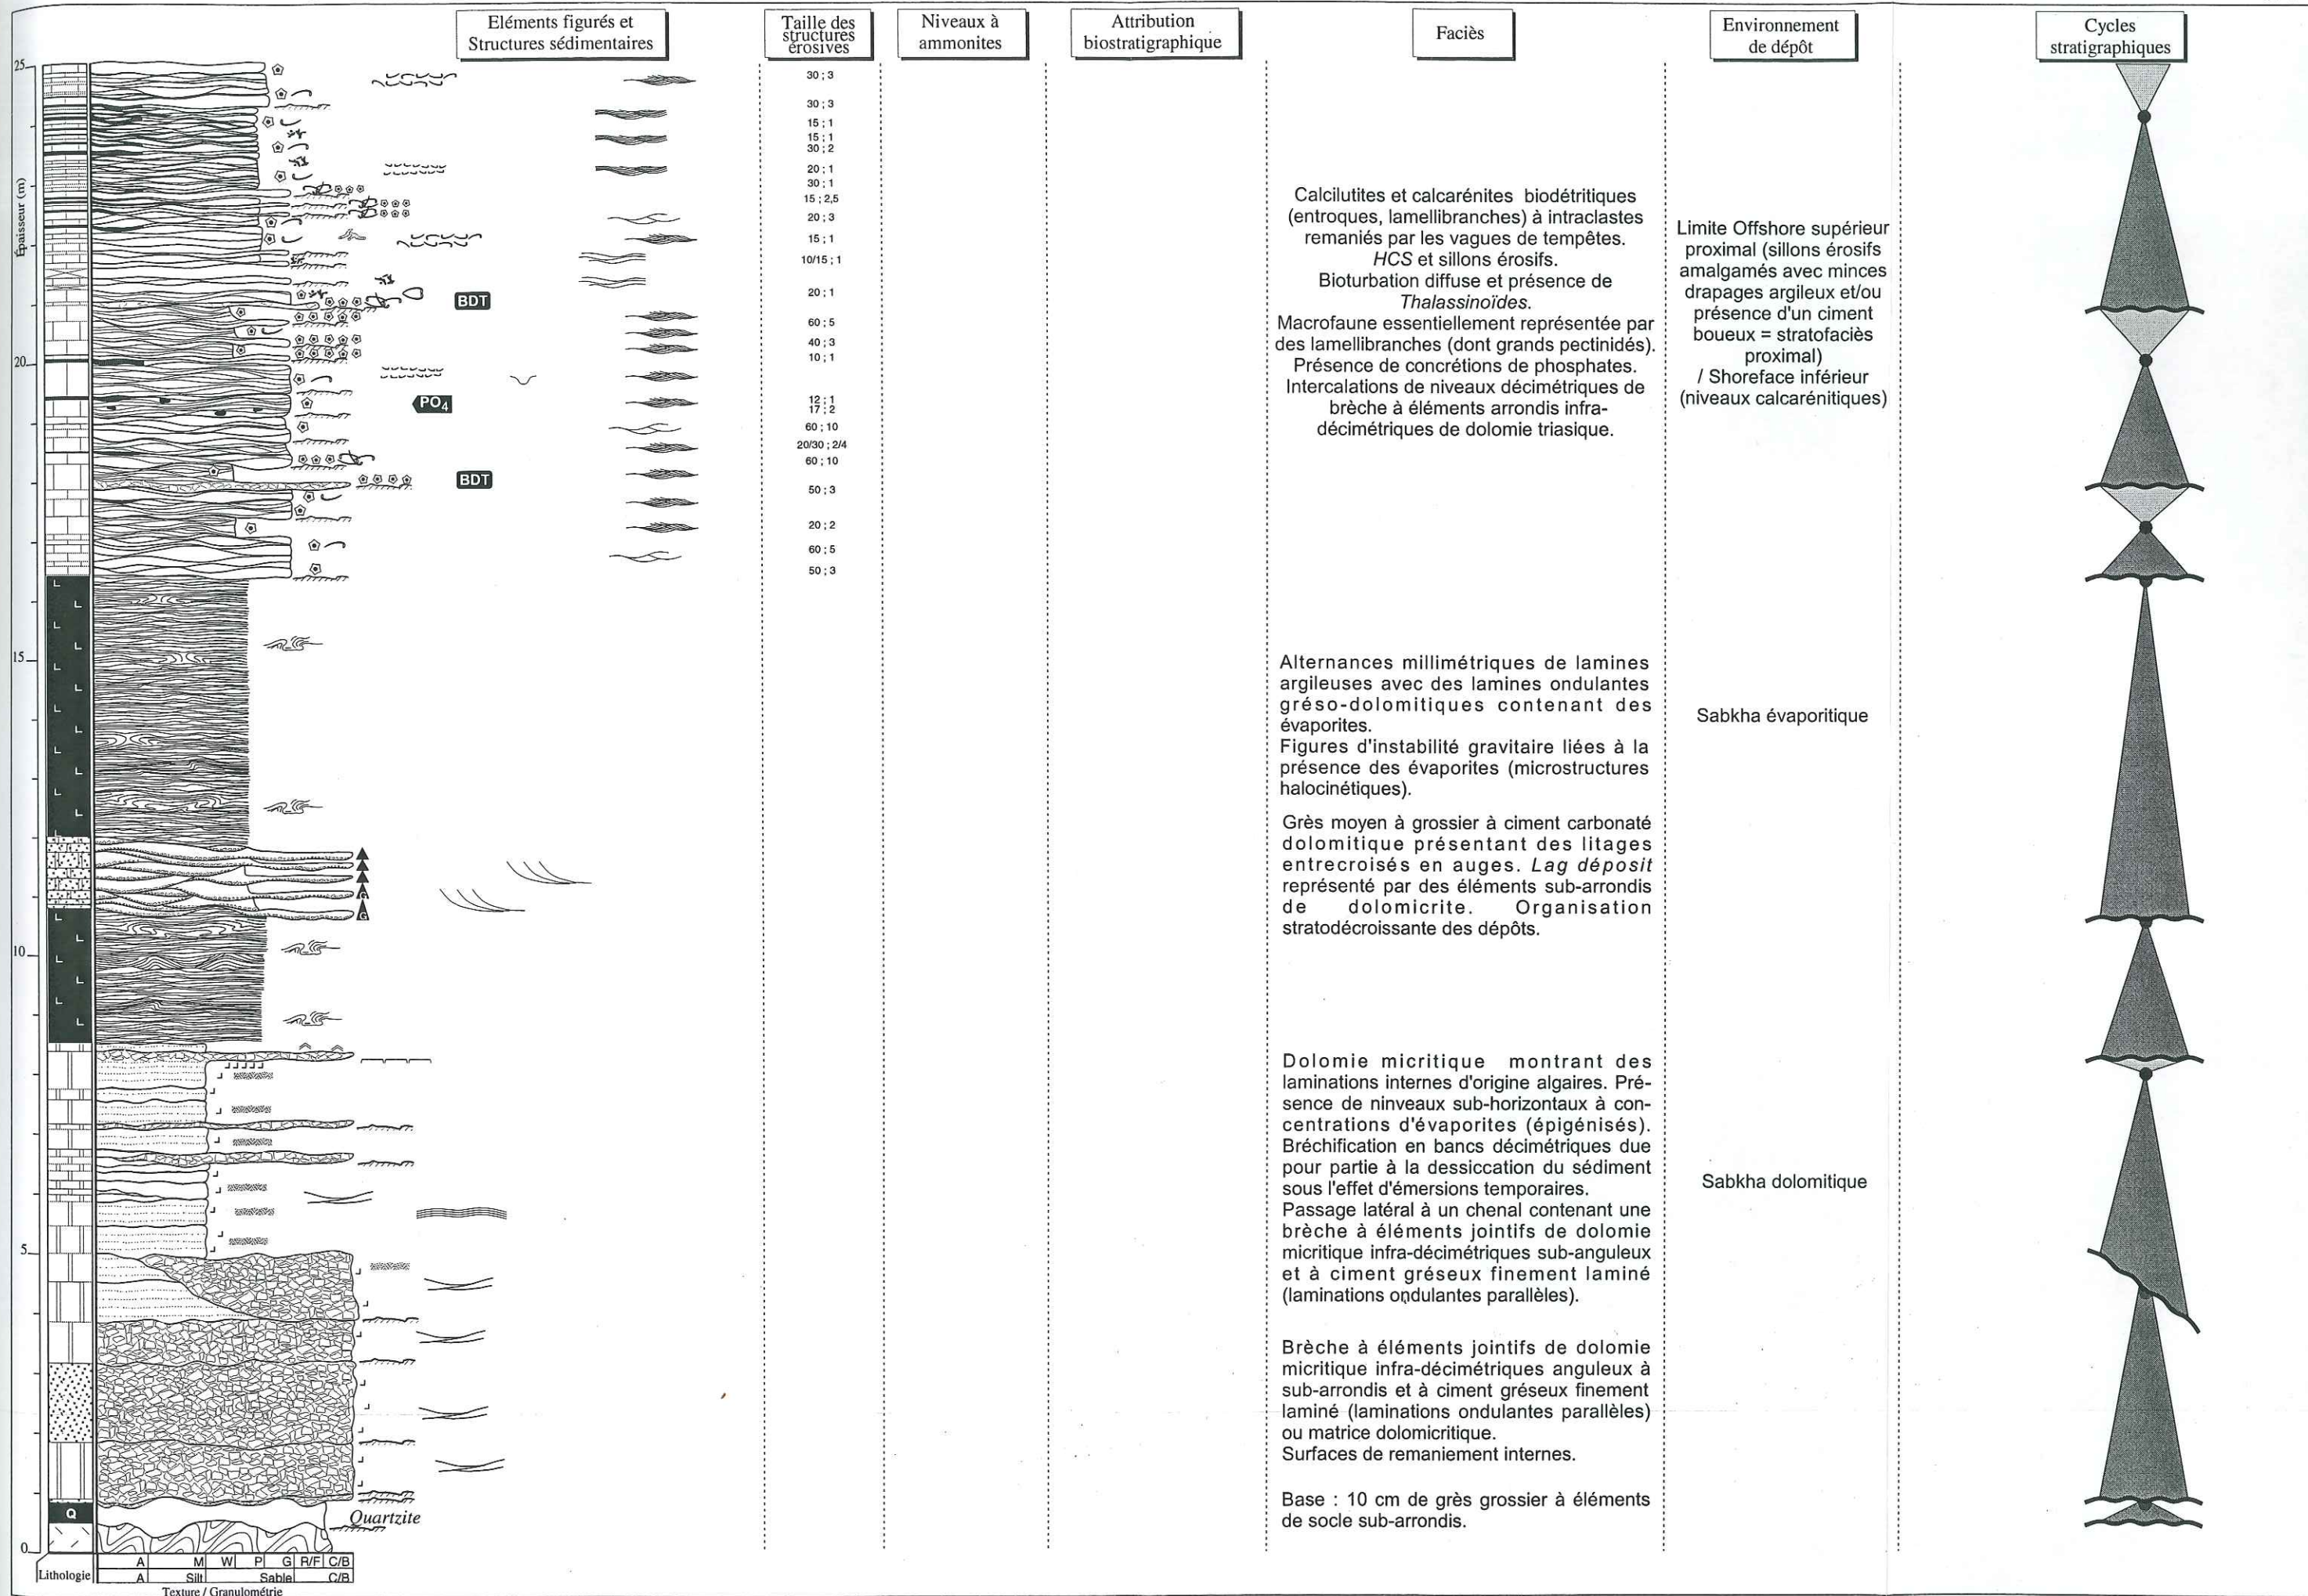 Eléments figurés et
Structures sédimentaires
Taille des
structures
érosives
Niveaux à
ammonites
Attribution
biostratigraphique
Faciès
Environnement
de dépôt
Cycles
stratigraphiques
Épaisseur (m)
25
20
15
10
5
0
30 ; 3
30 ; 3
15 ; 1
15 ; 1
30 ; 2
20 ; 1
30 ; 1
15 ; 2,5
20 ; 3
15 ; 1
10/15 ; 1
20 ; 1
60 ; 5
40 ; 3
10 ; 1
12 ; 1
17 ; 2
60 ; 10
20/30 ; 2/4
60 ; 10
50 ; 3
20 ; 2
60 ; 5
50 ; 3
BDT
PO4
BDT
Calcilutites et calcarénites biodétritiques
(entroques, lamellibranches) à intraclastes
remaniés par les vagues de tempêtes.
HCS et sillons érosifs.
Bioturbation diffuse et présence de
Thalassinoïdes.
Macrofaune essentiellement représentée par
des lamellibranches (dont grands pectinidés).
Présence de concrétions de phosphates.
Intercalations de niveaux décimétriques de
brèche à éléments arrondis infra-
décimétriques de dolomie triasique.
Limite Offshore supérieur
proximal (sillons érosifs
amalgamés avec minces
drapages argileux et/ou
présence d'un ciment
boueux = stratofaciès
proximal)
/ Shoreface inférieur
(niveaux calcarénitiques)
Alternances millimétriques de lamines
argileuses avec des lamines ondulantes
gréso-dolomitiques contenant des
évaporites.
Figures d'instabilité gravitaire liées à la
présence des évaporites (microstructures
halocinétiques).
Sabkha évaporitique
Grès moyen à grossier à ciment carbonaté
dolomitique présentant des litages
entrecroisés en auges. Lag déposit
représenté par des éléments sub-arrondis
de dolomicrite. Organisation
stratodécroissante des dépôts.
G
G
Dolomie micritique montrant des
laminations internes d'origine algaires. Pré-
sence de ninveaux sub-horizontaux à con-
centrations d'évaporites (épigénisés).
Bréchification en bancs décimétriques due
pour partie à la dessiccation du sédiment
sous l'effet d'émersions temporaires.
Passage latéral à un chenal contenant une
brèche à éléments jointifs de dolomie
micritique infra-décimétriques sub-anguleux
et à ciment gréseux finement laminé
(laminations ondulantes parallèles).
Sabkha dolomitique
Brèche à éléments jointifs de dolomie
micritique infra-décimétriques anguleux à
sub-arrondis et à ciment gréseux finement
laminé (laminations ondulantes parallèles)
ou matrice dolomicritique.
Surfaces de remaniement internes.
Base : 10 cm de grès grossier à éléments
de socle sub-arrondis.
Q
Quartzite
Lithologie
A M W P G R/F C/B
A Silt Sable C/B
Texture / Granulométrie